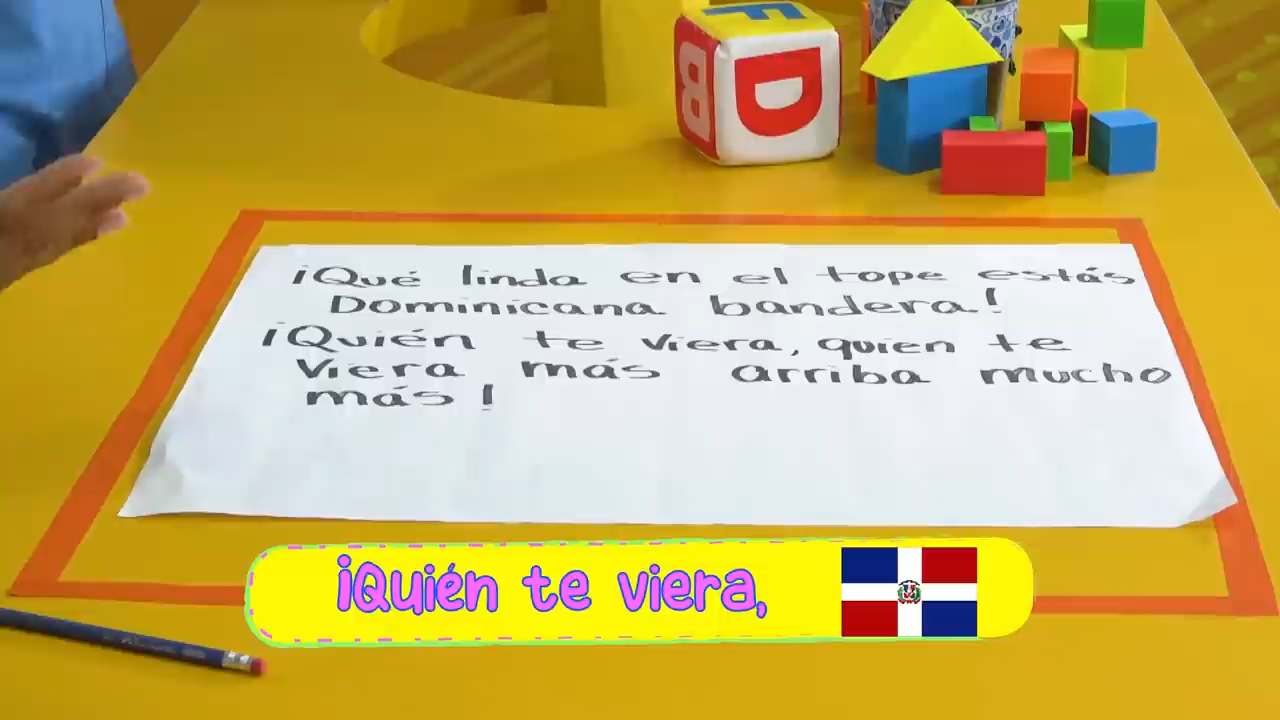 F
B
D
¡Qué linda en el tope estás
Dominicana bandera!
¡Quién te viera, quien te
viera más arriba mucho
más!
¡Quién te viera,